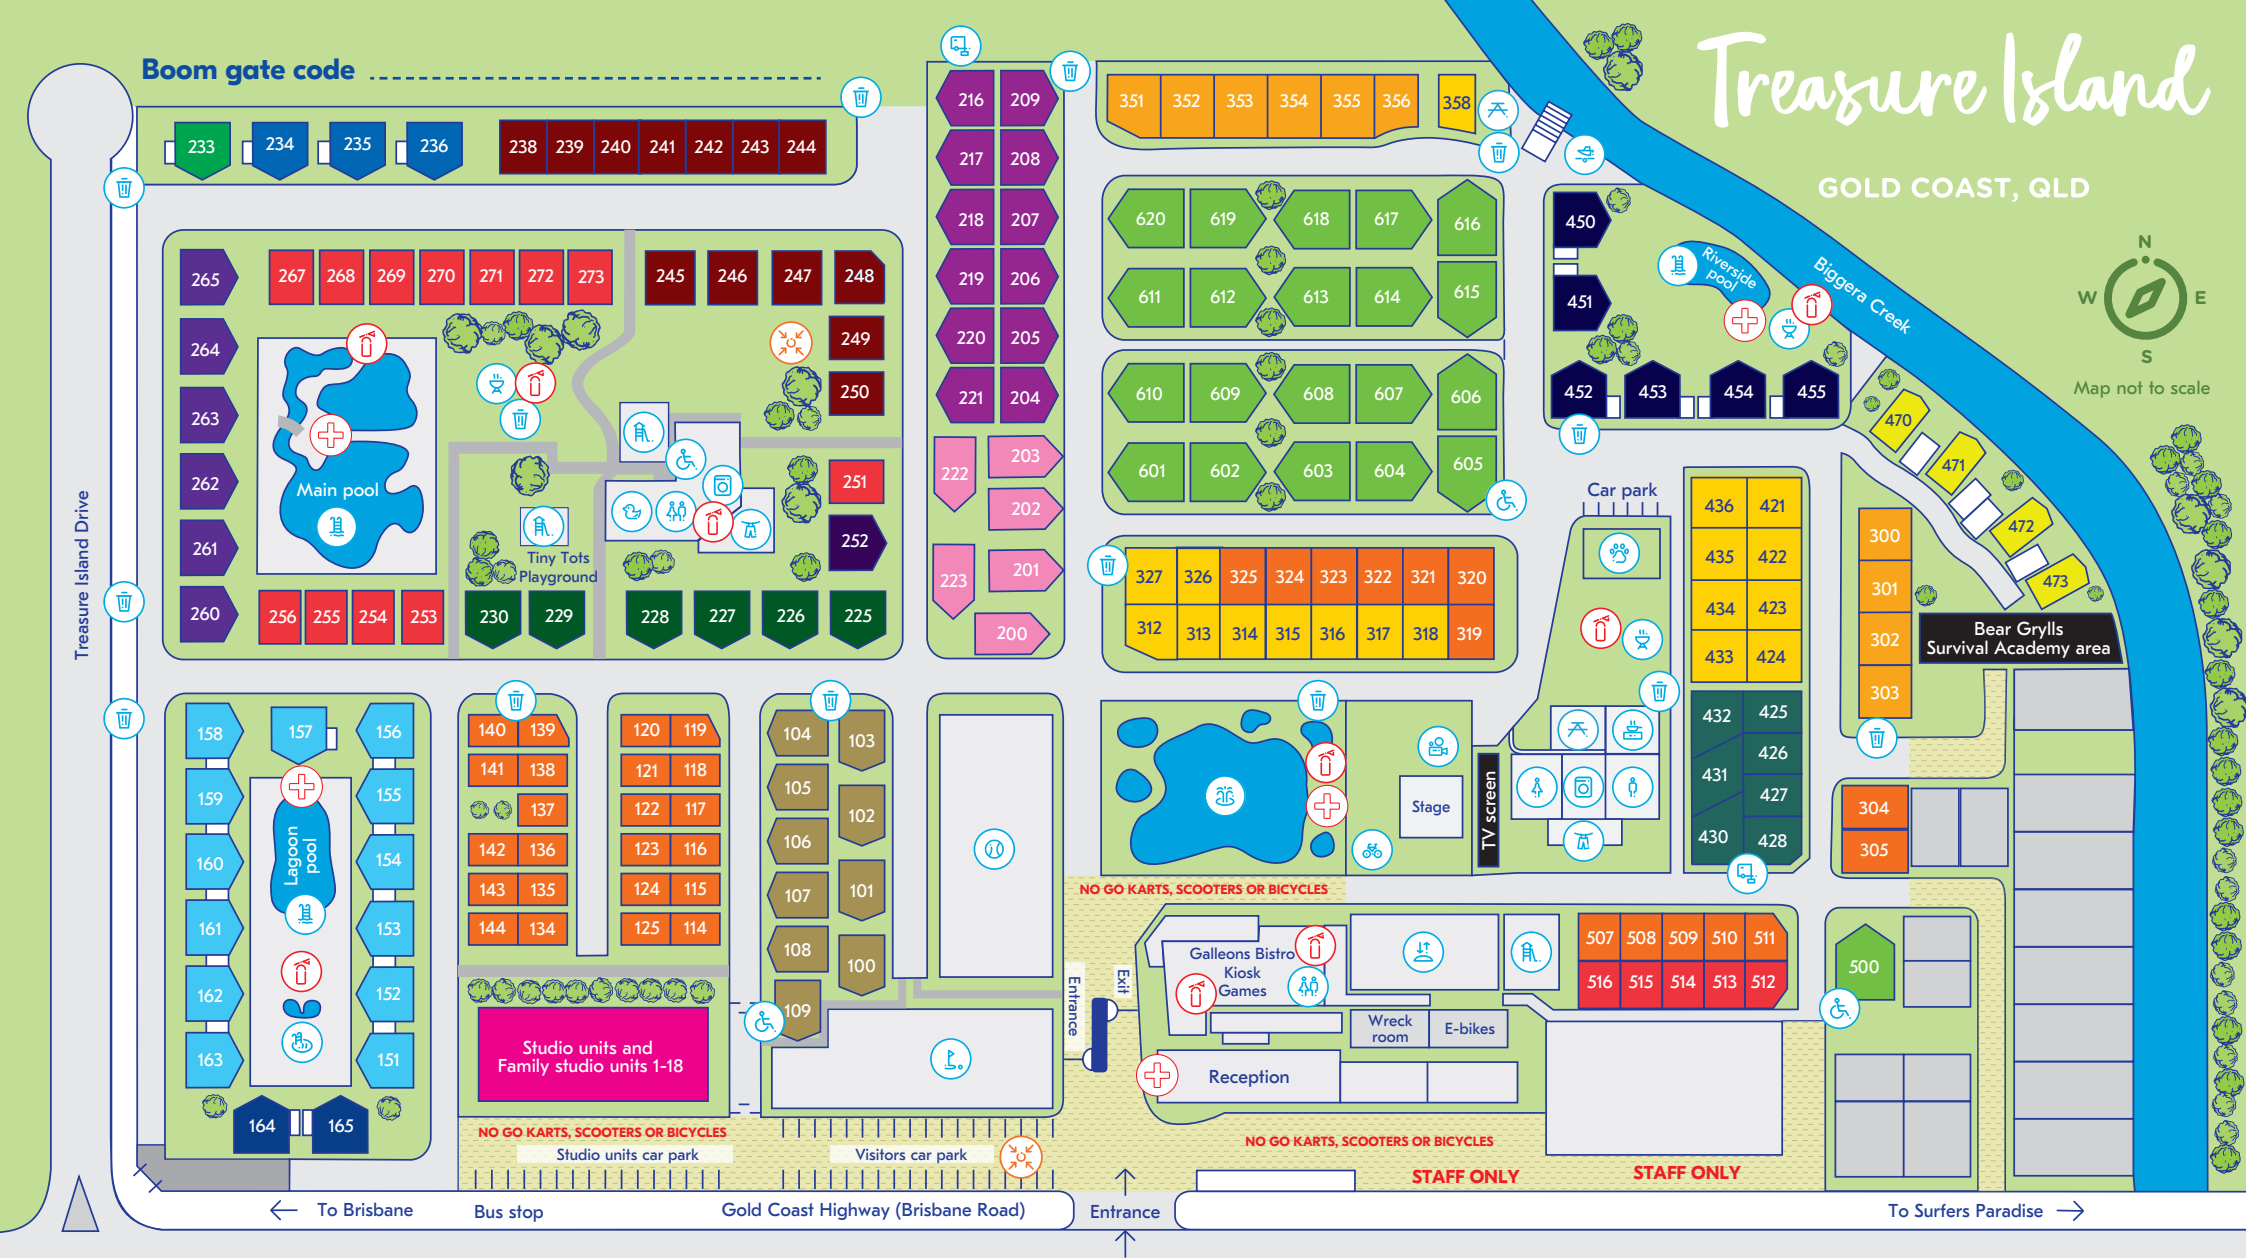 Boom gate code
Treasure Island
GOLD COAST, QLD
N
W E
S
Map not to scale
233 234 235 236 238 239 240 241 242 243 244
216 209
217 208
218 207
219 206
220 205
221 204
222 203
202
223 201
200
351 352 353 354 355 356 358
620 619 618 617 616
611 612 613 614 615
610 609 608 607 606
601 602 603 604 605
450
451
452 453 454 455
Riverside
pool
Biggera Creek
470
471
472
473
265 267 268 269 270 271 272 273 245 246 247 248
264 249
263 250
262 251
261 252
260 256 255 254 253 230 229 228 227 226 225
Main pool
Tiny Tots
Playground
Treasure Island Drive
327 326 325 324 323 322 321 320
312 313 314 315 316 317 318 319
Car park
436 421
435 422
434 423
433 424
432 425
426
431
427
430 428
300
301
302
303
304
305
Bear Grylls
Survival Academy area
158 157 156
159 155
160 154
161 153
162 152
163 151
164 165
Lagoon
pool
140 139
141 138
137
142 136
143 135
144 134
120 119
121 118
122 117
123 116
124 115
125 114
104 103
105
102
106
107 101
108
100
109
Stage
TV screen
NO GO KARTS, SCOOTERS OR BICYCLES
Entrance
Exit
Galleons Bistro
Kiosk
Games
Wreck
room
E-bikes
Reception
507 508 509 510 511
516 515 514 513 512
500
Studio units and
Family studio units 1-18
NO GO KARTS, SCOOTERS OR BICYCLES
Studio units car park
Visitors car park
NO GO KARTS, SCOOTERS OR BICYCLES
STAFF ONLY
STAFF ONLY
To Brisbane
Bus stop
Gold Coast Highway (Brisbane Road)
Entrance
To Surfers Paradise